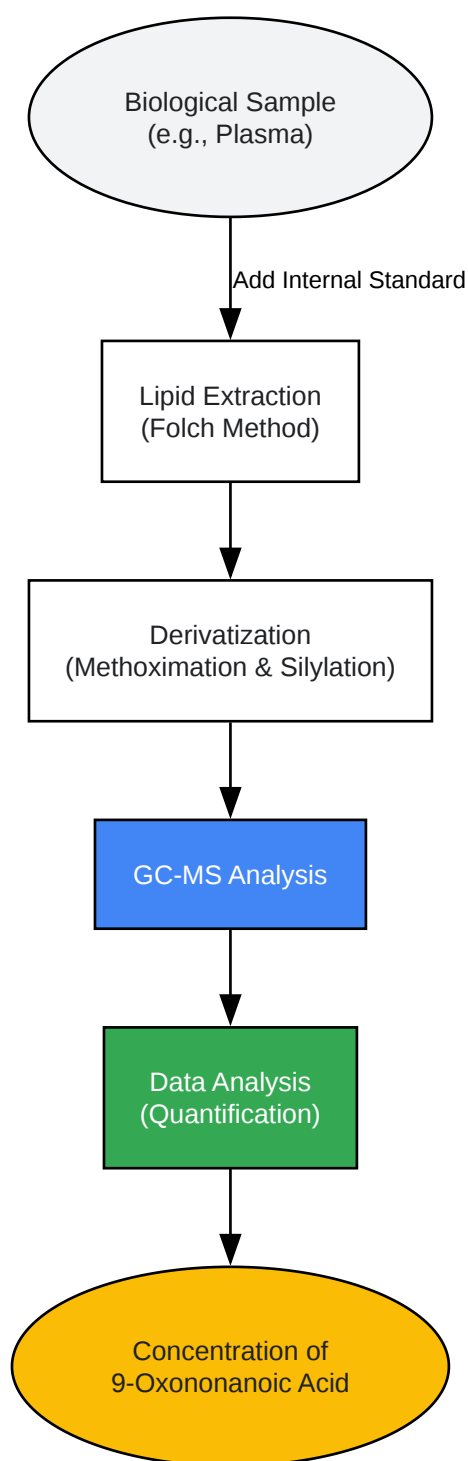 Biological Sample
(e.g., Plasma)
Add Internal Standard
Lipid Extraction
(Folch Method)
Derivatization
(Methoximation & Silylation)
GC-MS Analysis
Data Analysis
(Quantification)
Concentration of
9-Oxononanoic Acid